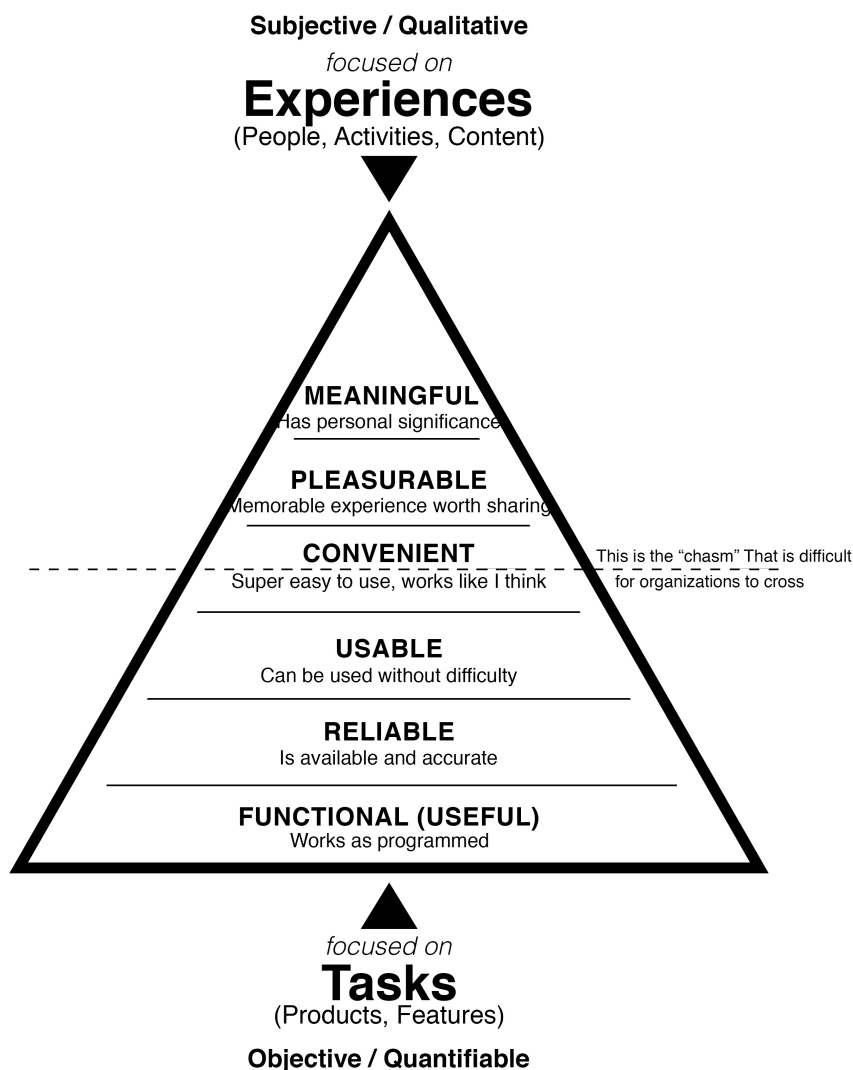 Subjective / Qualitative
focused on
Experiences
(People, Activities, Content)
MEANINGFUL
Has personal significance
PLEASURABLE
Memorable experience worth sharing
CONVENIENT
Super easy to use, works like I think
This is the “chasm” That is difficult
for organizations to cross
USABLE
Can be used without difficulty
RELIABLE
Is available and accurate
FUNCTIONAL (USEFUL)
Works as programmed
focused on
Tasks
(Products, Features)
Objective / Quantifiable